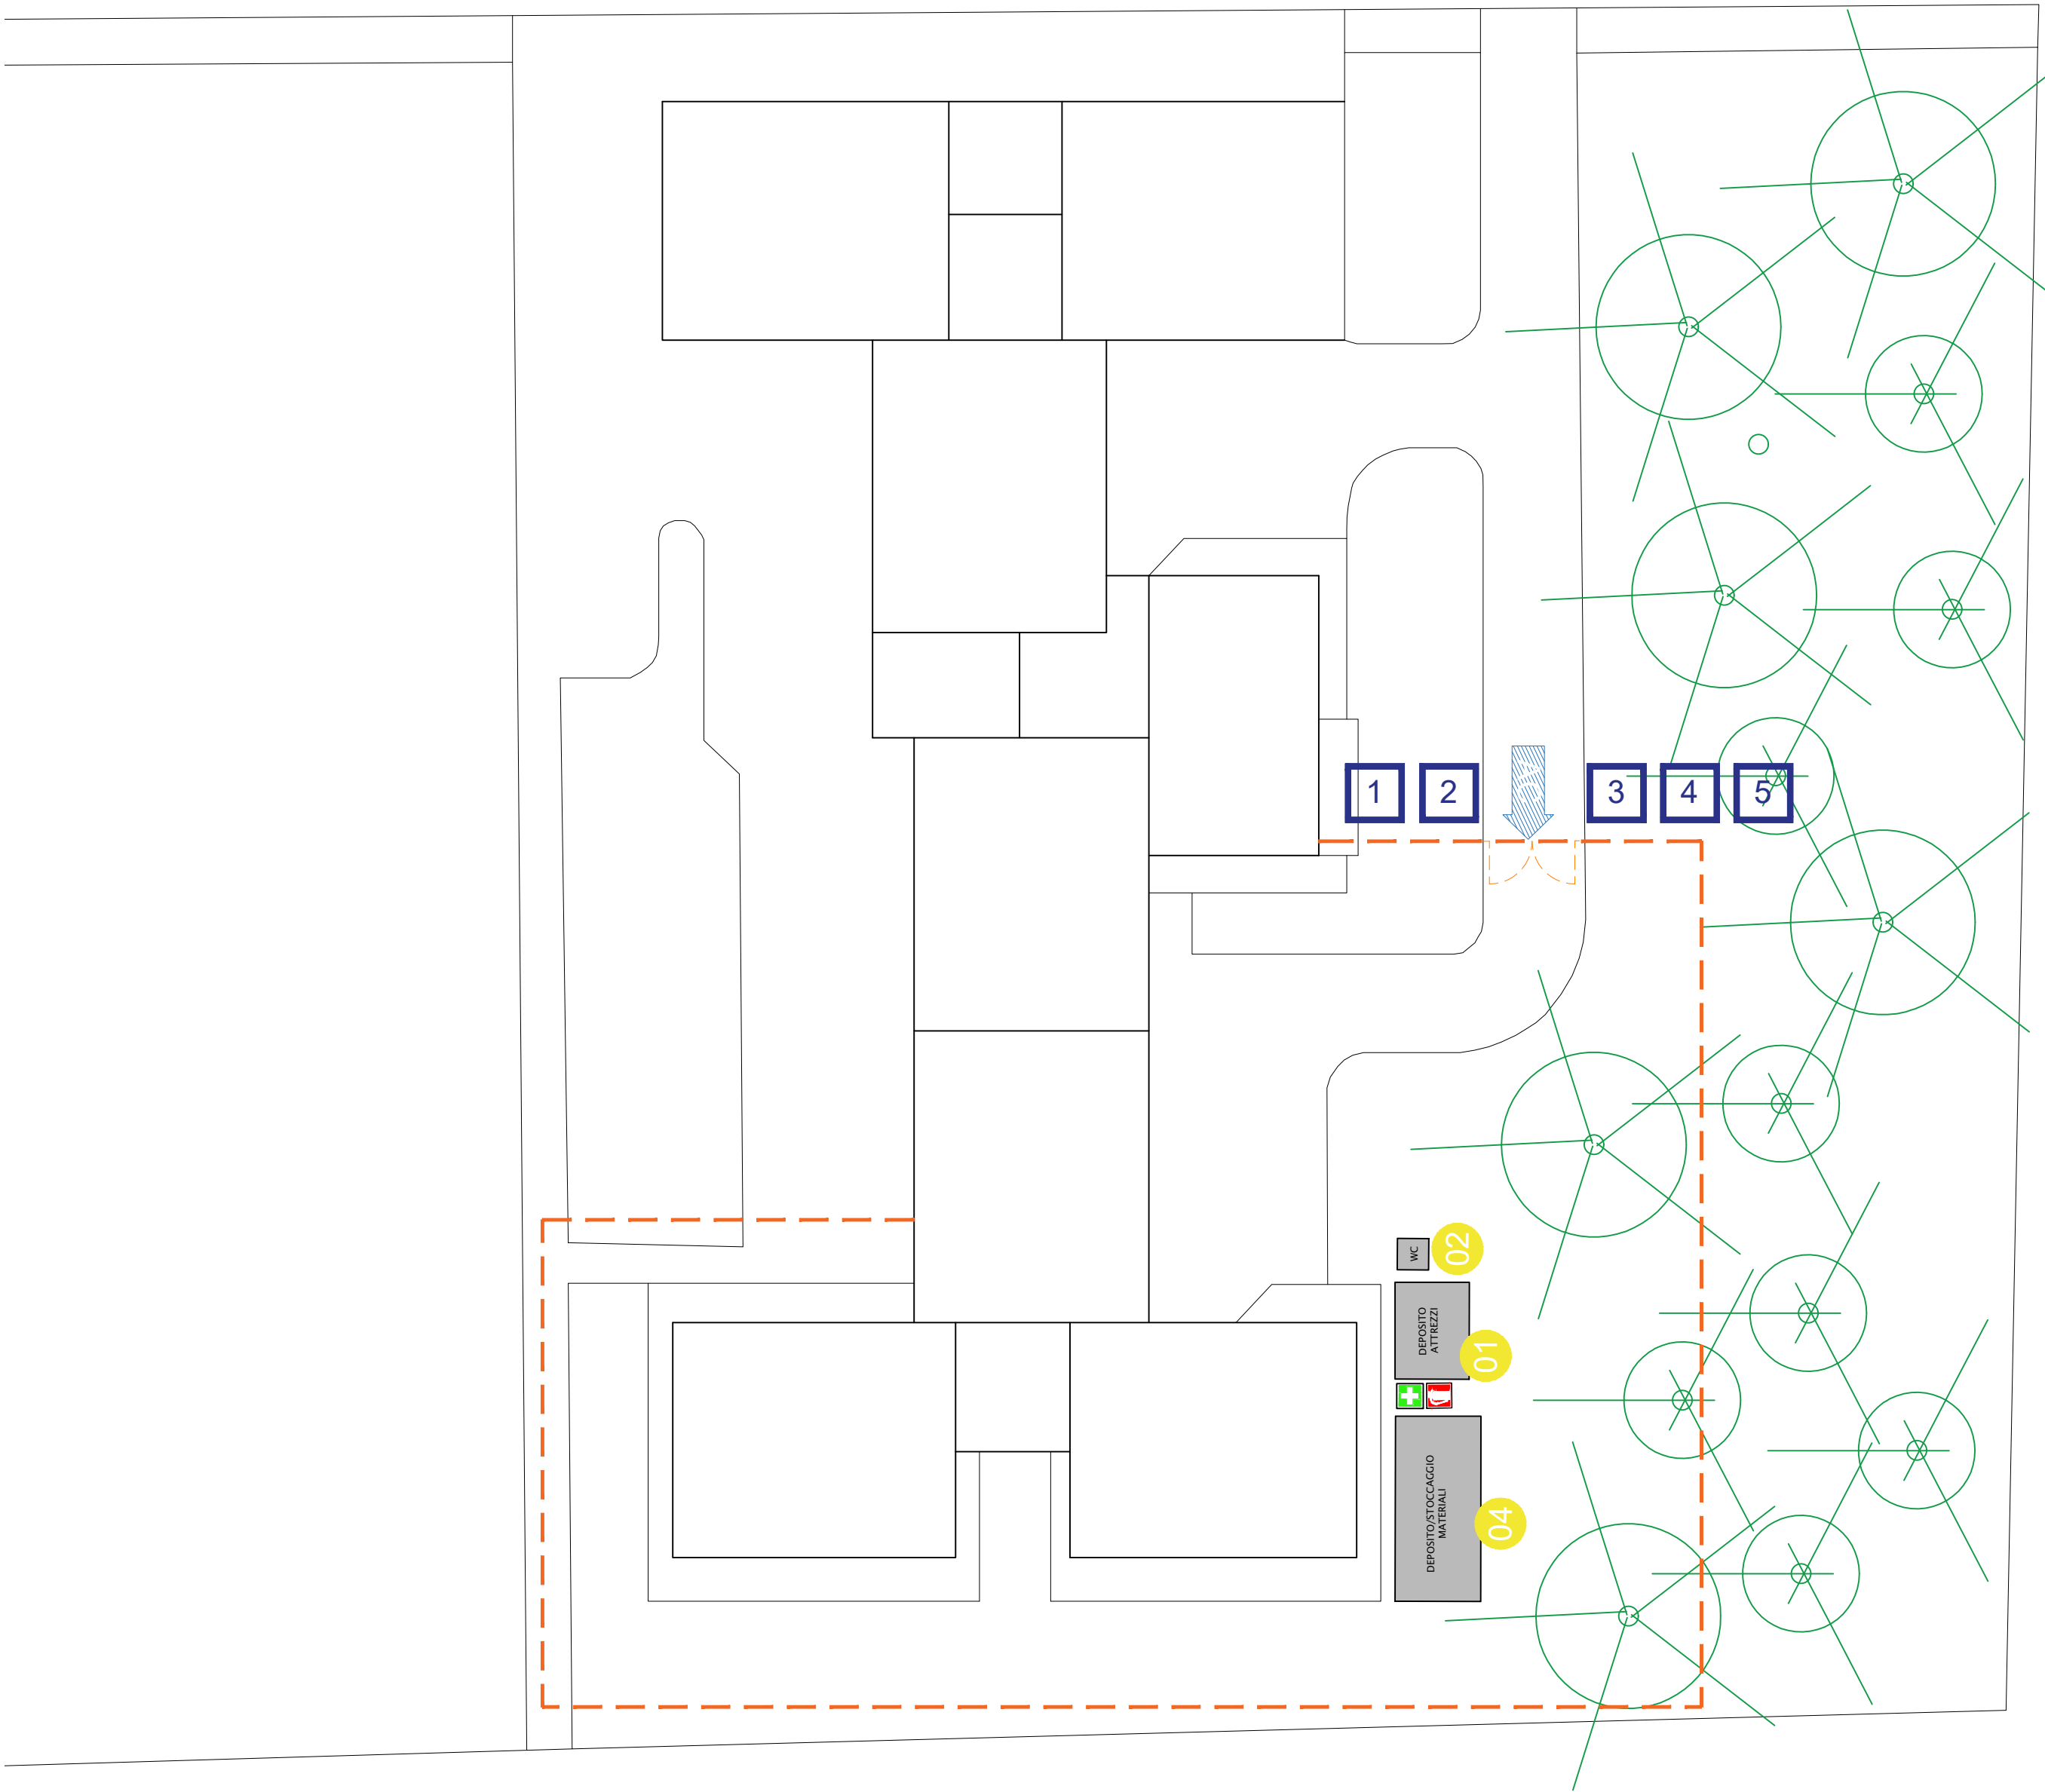 A
1
2
3
4
5
WC
02
DEPOSITO
ATTREZZI
01
DEPOSITO/STOCCAGGIO
MATERIALI
04